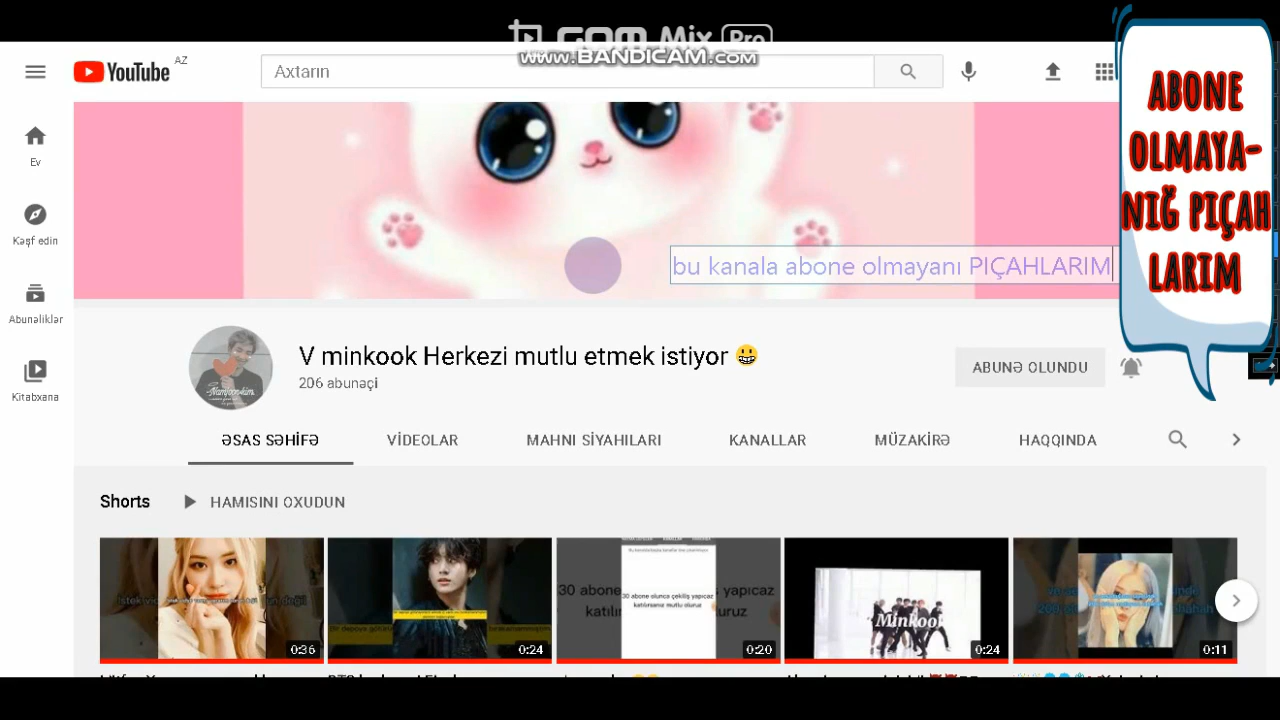 GOM Mix Pro
www.BANDICAM.com
YouTube AZ
Axtarın
ABONE
OLMAYA-
NIĞ PIÇAH
LARIM
Ev
Kəşf edin
Abunəliklər
Kitabxana
bu kanala abone olmayanı PIÇAHLARIM
V minkook Herkezi mutlu etmek istiyor 😀
206 abunəçi
ABUNƏ OLUNDU
Namjoon kim
ƏSAS SƏHİFƏ
VİDEOLAR
MAHNI SİYAHILARI
KANALLAR
MÜZAKİRƏ
HAQQINDA
Shorts
HAMISINI OXUDUN
30 abone olunca çekiliş yapıcaz
katılırsanız mutlu oluruz
Minkook
0:36
0:24
0:20
0:24
0:11